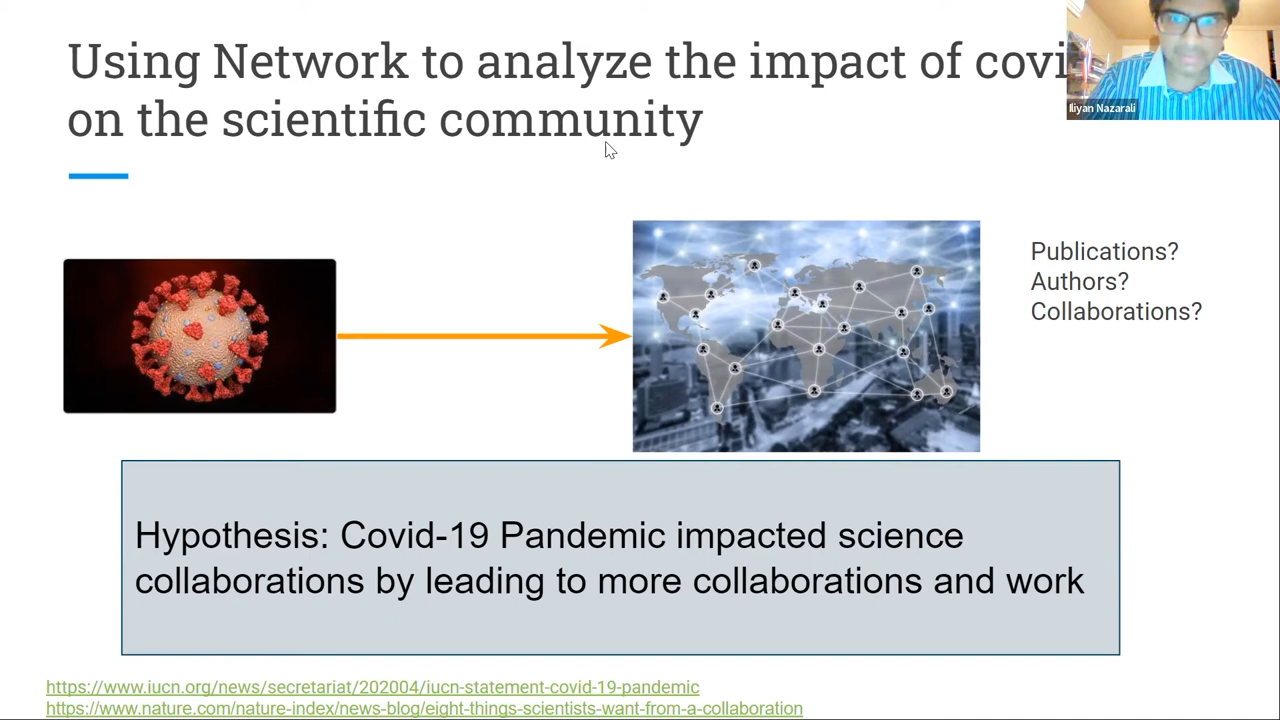 Using Network to analyze the impact of covi
on the scientific community
Iliyan Nazarali
Publications?
Authors?
Collaborations?
Hypothesis: Covid-19 Pandemic impacted science
collaborations by leading to more collaborations and work
https://www.iucn.org/news/secretariat/202004/iucn-statement-covid-19-pandemic
https://www.nature.com/nature-index/news-blog/eight-things-scientists-want-from-a-collaboration